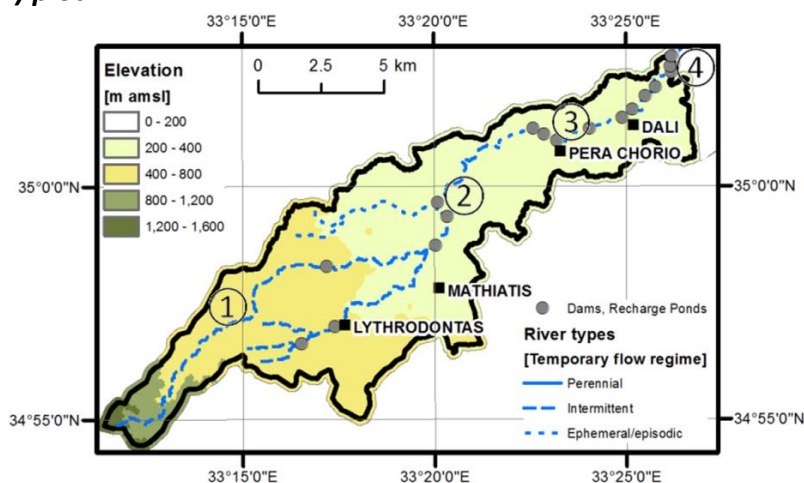 33°15'0"E 33°20'0"E 33°25'0"E
Elevation
[m amsl]
0 - 200
200 - 400
400 - 800
800 - 1,200
1,200 - 1,600
0 2.5 5 km
4
3
DALI
PERA CHORIO
35°0'0"N 35°0'0"N
2
MATHIATIS
1
LYTHRODONTAS
Dams, Recharge Ponds
River types
[Temporary flow regime]
Perennial
Intermittent
Ephemeral/episodic
34°55'0"N 34°55'0"N
33°15'0"E 33°20'0"E 33°25'0"E